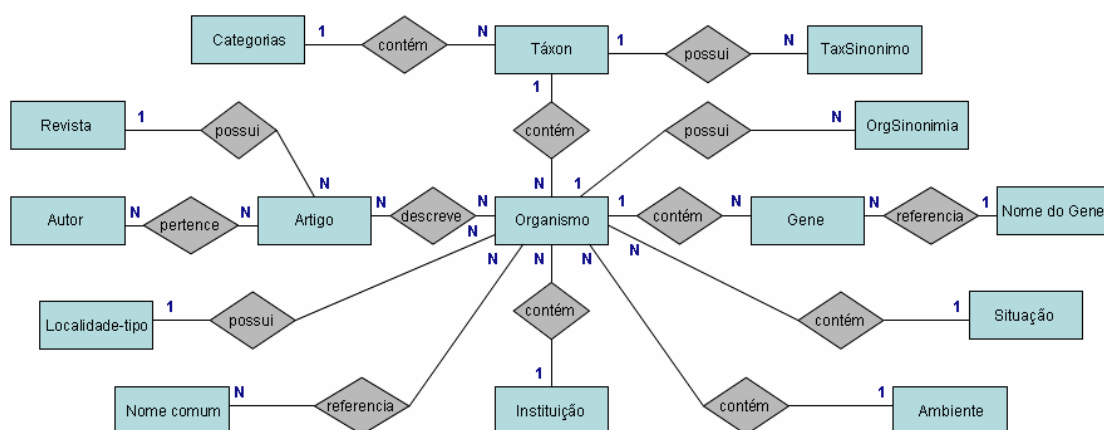 Categorias 1 contém N Táxon 1 possui N TaxSinonimo
1
Revista 1 possui contém possui N OrgSinonimia
N N 1
Autor N pertence N Artigo N descreve N Organismo 1 contém N Gene N referencia 1 Nome do Gene
N N N N N
Localidade-tipo 1 possui contém contém 1 Situação
Nome comum N referencia 1 Instituição contém 1 Ambiente